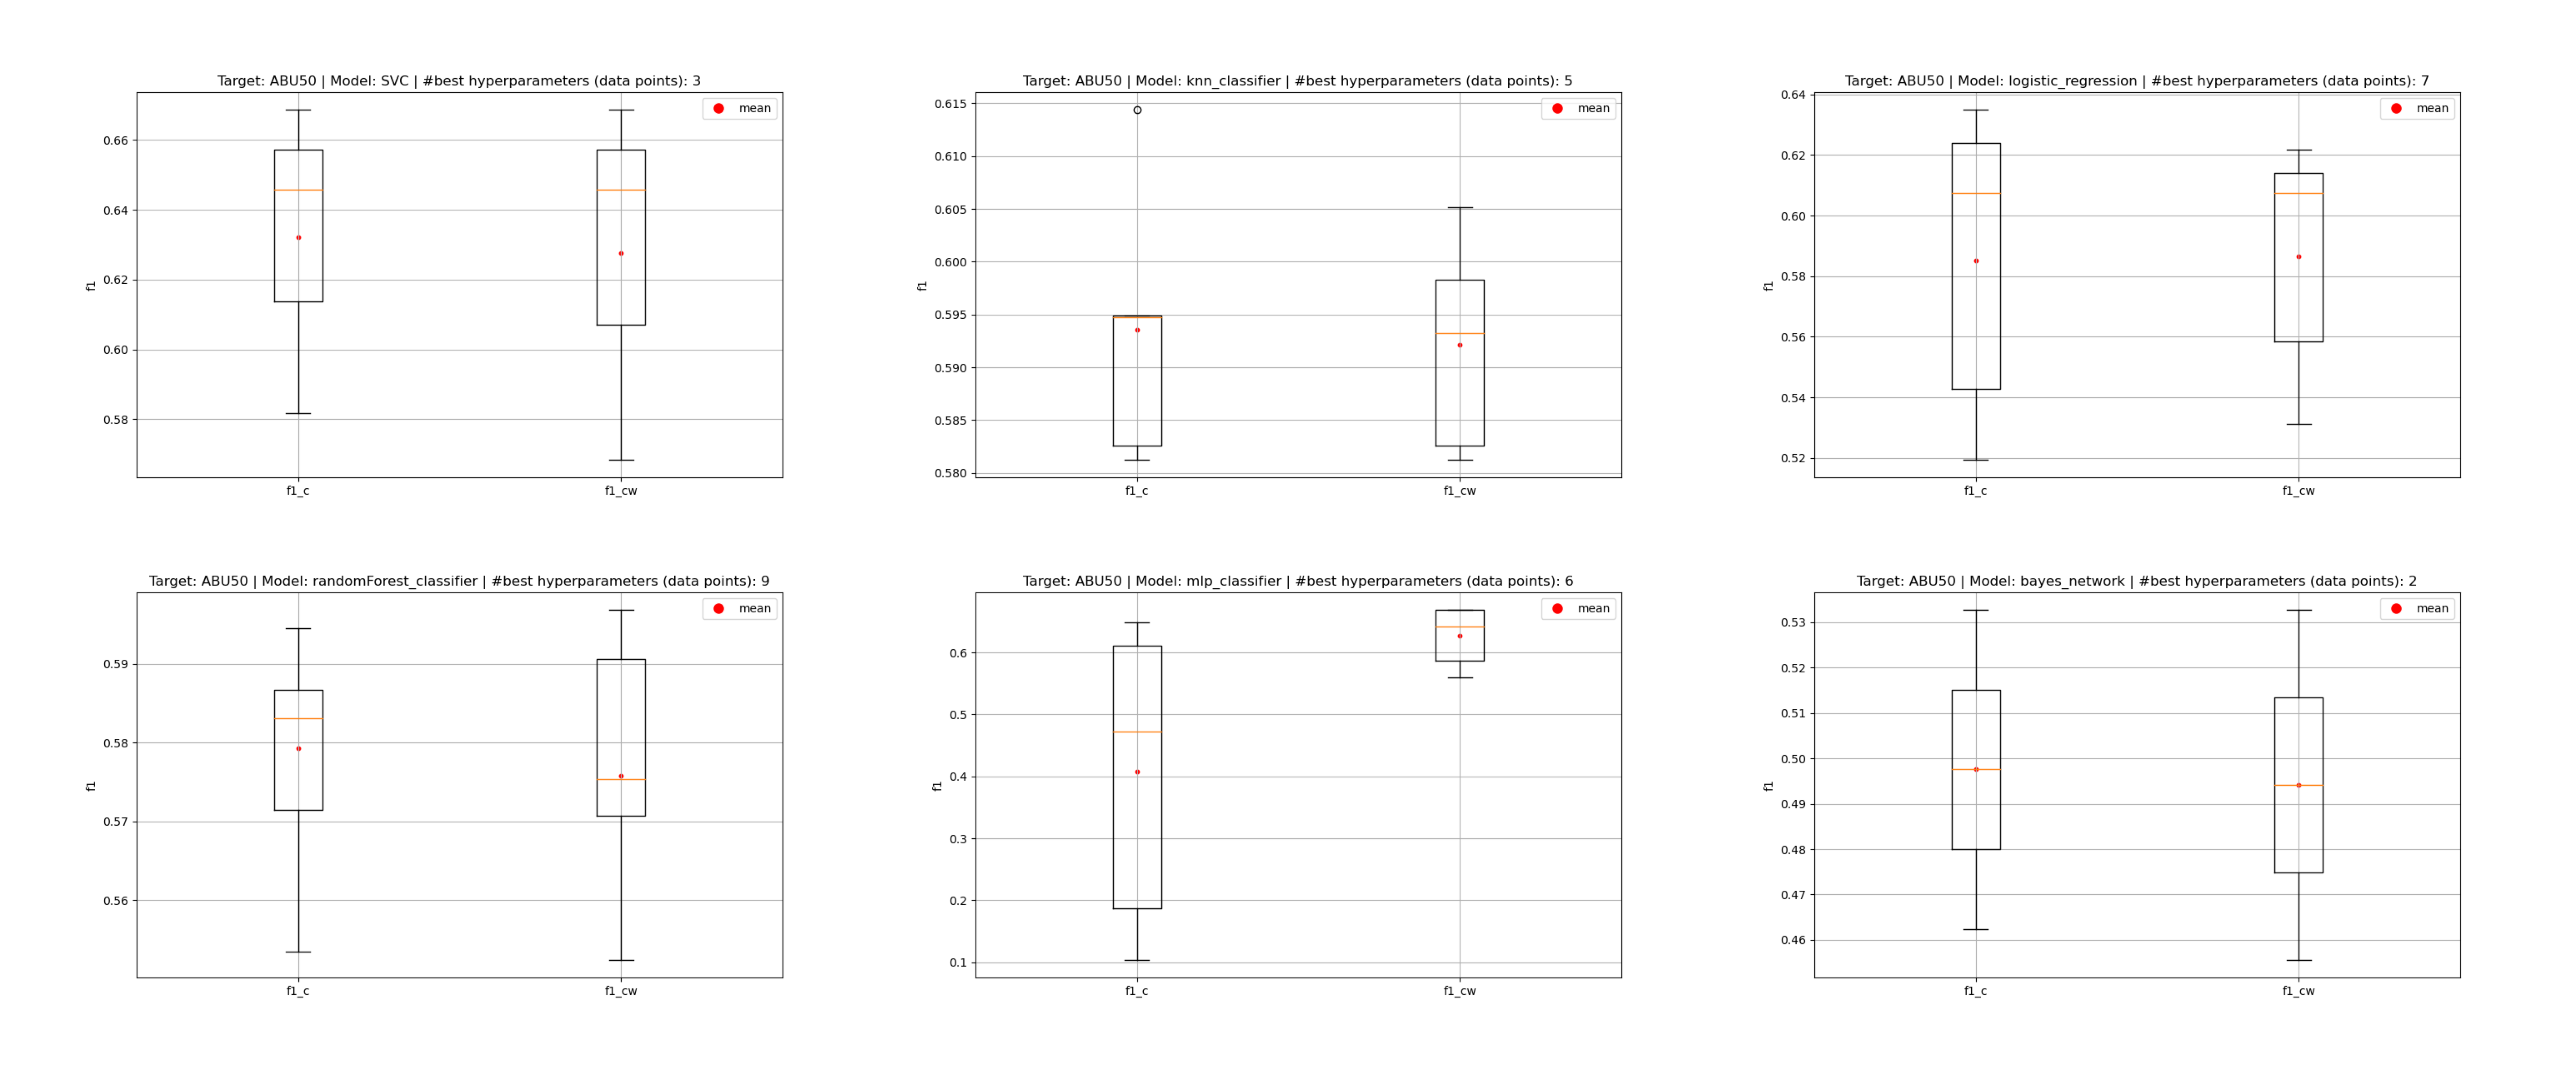 Target: ABU50 | Model: SVC | #best hyperparameters (data points): 3
mean
0.66
0.64
0.62
0.60
0.58
f1
f1_c
f1_cw
Target: ABU50 | Model: knn_classifier | #best hyperparameters (data points): 5
mean
0.615
0.610
0.605
0.600
0.595
0.590
0.585
0.580
f1
f1_c
f1_cw
Target: ABU50 | Model: logistic_regression | #best hyperparameters (data points): 7
mean
0.64
0.62
0.60
0.58
0.56
0.54
0.52
f1
f1_c
f1_cw
Target: ABU50 | Model: randomForest_classifier | #best hyperparameters (data points): 9
mean
0.59
0.58
0.57
0.56
f1
f1_c
f1_cw
Target: ABU50 | Model: mlp_classifier | #best hyperparameters (data points): 6
mean
0.6
0.5
0.4
0.3
0.2
0.1
f1
f1_c
f1_cw
Target: ABU50 | Model: bayes_network | #best hyperparameters (data points): 2
mean
0.53
0.52
0.51
0.50
0.49
0.48
0.47
0.46
f1
f1_c
f1_cw